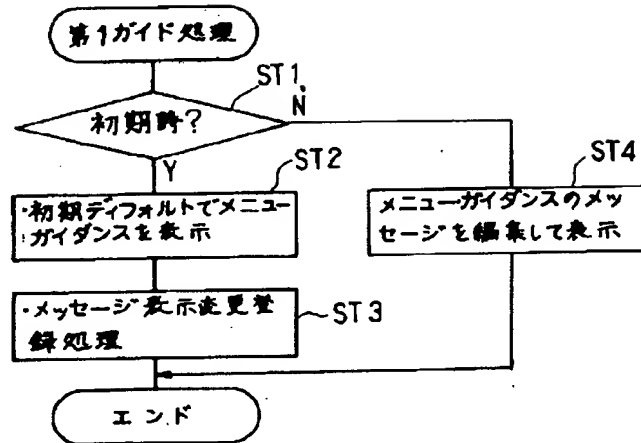 第1ガイド処理
ST1
初期時?
N
Y
ST2
・初期ディフォルトでメニュー
ガイダンスを表示
ST4
メニューガイダンスのメッ
セージを編集して表示
・メッセージ表示変更登
録処理
ST3
エンド